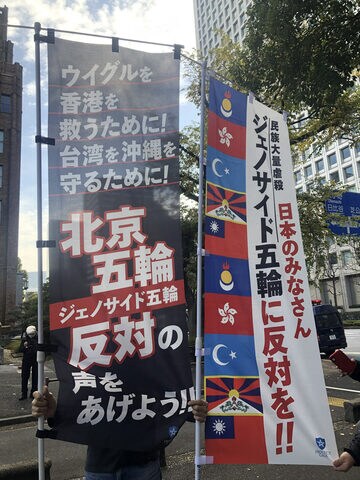 ウイグルを
香港を
救うために!
台湾を沖縄を
守るために!
北京
五輪
ジェノサイド五輪
反対の
声を
あげよう!!
日本のみなさん
民族大量虐殺
ジェノサイド五輪に反対を!!